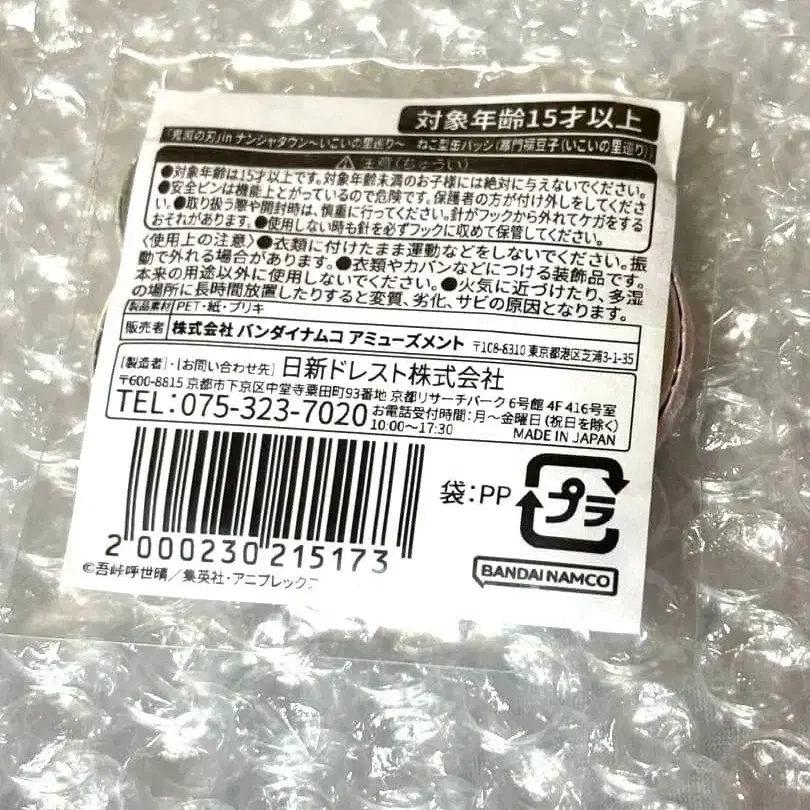 対象年齢15才以上
「鬼滅の刃」in ナンジャタウン～いこいの里巡り～ ねこ型缶バッジ(竈門禰豆子(いこいの里巡り))
⚠ 注意(ちゅうい)
●対象年齢は15才以上です。対象年齢未満のお子様には絶対に与えないでください。
●安全ピンは機能上とがっているので危険です。保護者の方が付け外しをしてくださ
い。●取り扱う際や開封時は、慎重に行ってください。針がフックから外れてケガをする
おそれがあります。●使用しない時も針を必ずフックに収めて保管してください。
〈使用上の注意〉●衣類に付けたまま運動などをしないでください。振
動で外れる場合があります。●衣類やカバンなどにつける装飾品です。
本来の用途以外に使用しないでください。●火気に近づけたり、多湿
の場所に長時間放置したりすると変質、劣化、サビの原因となります。
製品素材 PET・紙・ブリキ
販売者 株式会社 バンダイナムコ アミューズメント 〒108-8310 東京都港区芝浦3-1-35
[製造者]・[お問い合わせ先] 日新ドレスト株式会社
〒600-8815 京都市下京区中堂寺粟田町93番地 京都リサーチパーク 6号館 4F 416号室
TEL:075-323-7020 お電話受付時間:月～金曜日(祝日を除く)
10:00～17:30 MADE IN JAPAN
袋:PP プラ
2 000230 215173
©吾峠呼世晴／集英社・アニプレックス
BANDAI NAMCO